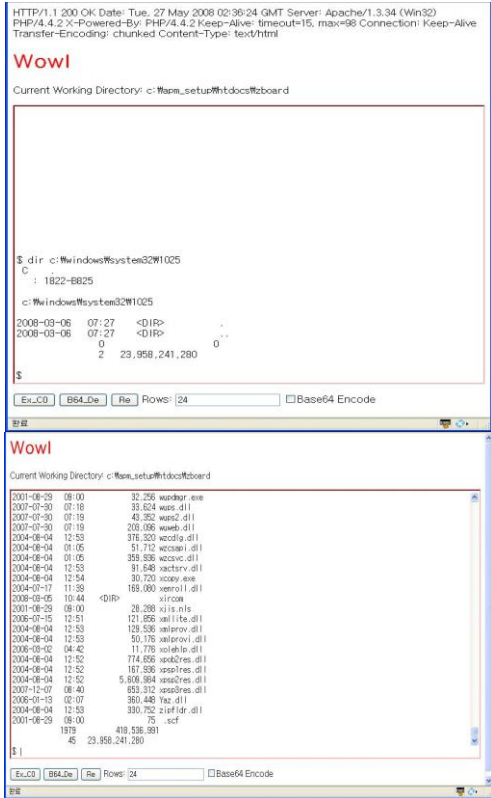 HTTP/1.1 200 OK Date: Tue, 27 May 2008 02:36:24 GMT Server: Apache/1.3.34 (Win32)
PHP/4.4.2 X-Powered-By: PHP/4.4.2 Keep-Alive: timeout=15, max=98 Connection: Keep-Alive
Transfer-Encoding: chunked Content-Type: text/html
Wow!
Current Working Directory: c:₩apm_setup₩htdocs₩zboard
$ dir c:₩windows₩system32₩1025
C .
: 1822-B825
c:₩windows₩system32₩1025
2008-03-06 07:27 <DIR> .
2008-03-06 07:27 <DIR> ..
0 0
2 23,958,241,280
$
Ex_C0 B64_De Re Rows: 24 Base64 Encode
완료
Wow!
Current Working Directory: c:₩apm_setup₩htdocs₩zboard
2001-08-29 09:00 32,256 wupdmgr.exe
2007-07-30 07:18 33,624 wups.dll
2007-07-30 07:19 43,352 wups2.dll
2007-07-30 07:19 203,096 wuweb.dll
2004-08-04 12:53 376,320 wzcdlg.dll
2004-08-04 01:05 51,712 wzcsapi.dll
2004-08-04 01:05 359,936 wzcsvc.dll
2004-08-04 12:53 91,648 xactsrv.dll
2004-08-04 12:54 30,720 xcopy.exe
2004-07-17 11:39 169,080 xenroll.dll
2008-03-05 10:44 <DIR> xircom
2001-08-29 09:00 28,288 xjis.nls
2006-07-15 12:51 121,856 xmllite.dll
2004-08-04 12:53 129,536 xmlprov.dll
2004-08-04 12:53 50,176 xmlprovi.dll
2006-03-02 04:42 11,776 xolehlp.dll
2004-08-04 12:52 774,656 xpob2res.dll
2004-08-04 12:52 167,936 xpsp1res.dll
2004-08-04 12:52 5,609,984 xpsp2res.dll
2007-12-07 08:40 653,312 xpsp3res.dll
2006-01-13 02:07 360,448 Yaz.dll
2004-08-04 12:53 330,752 zipfldr.dll
2001-08-29 09:00 75 .scf
1979 418,536,991
45 23,958,241,280
$
Ex_C0 B64_De Re Rows: 24 Base64 Encode
완료